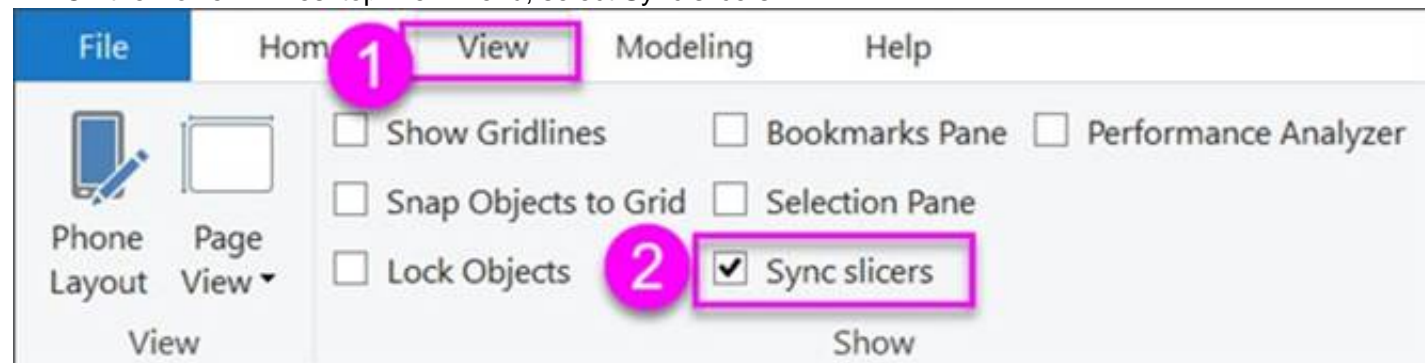 File Hom View Modeling Help
1
Show Gridlines Bookmarks Pane Performance Analyzer
Snap Objects to Grid Selection Pane
Phone Layout Page View
Lock Objects 2 Sync slicers
View Show